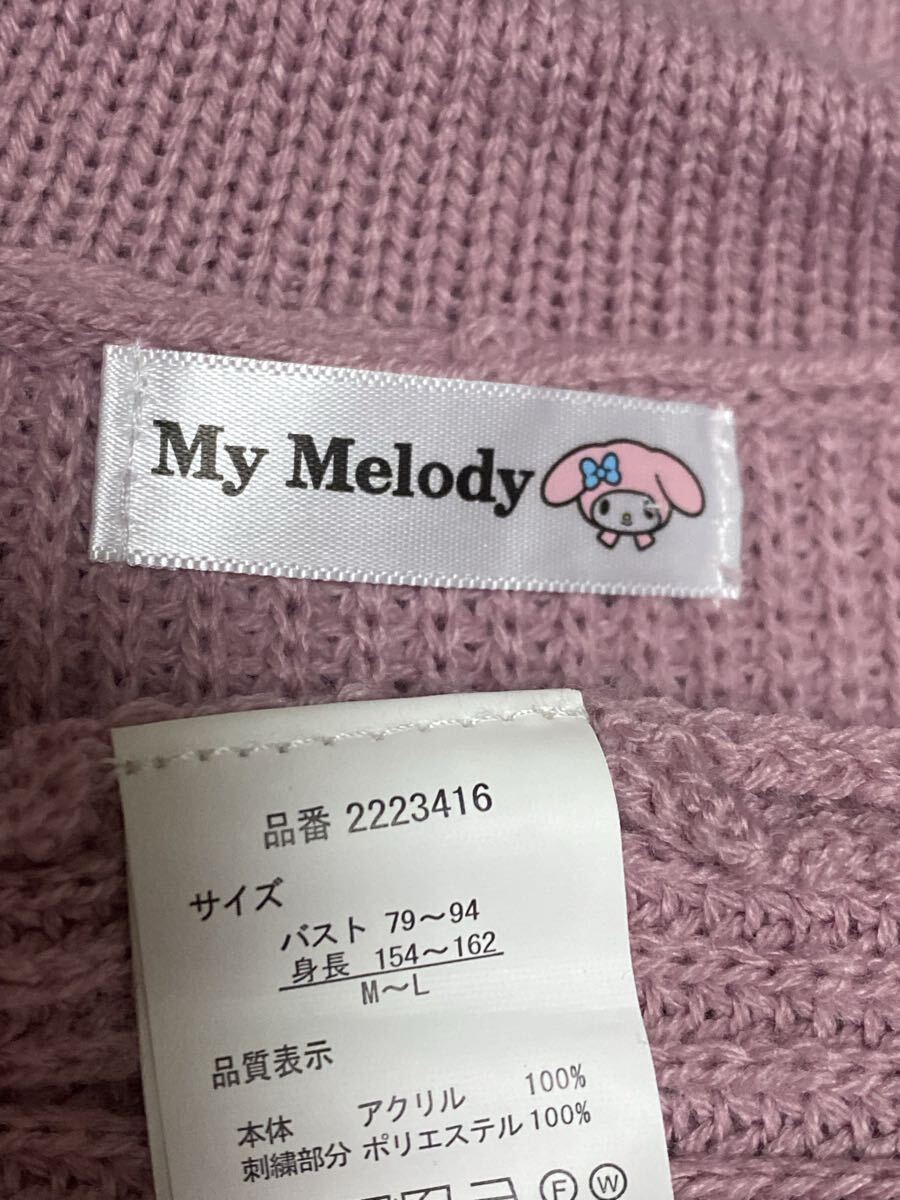 My Melody
品番 2223416
サイズ
バスト 79～94
身長 154～162
M～L
品質表示
本体 アクリル 100%
刺繍部分 ポリエステル 100%
F W